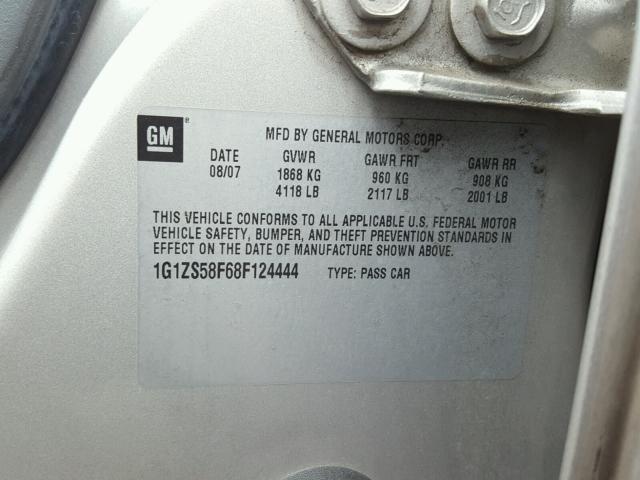 GM ® MFD BY GENERAL MOTORS CORP.
DATE GVWR GAWR FRT GAWR RR
08/07 1868 KG 960 KG 908 KG
4118 LB 2117 LB 2001 LB
THIS VEHICLE CONFORMS TO ALL APPLICABLE U.S. FEDERAL MOTOR
VEHICLE SAFETY, BUMPER, AND THEFT PREVENTION STANDARDS IN
EFFECT ON THE DATE OF MANUFACTURE SHOWN ABOVE.
1G1ZS58F68F124444 TYPE: PASS CAR